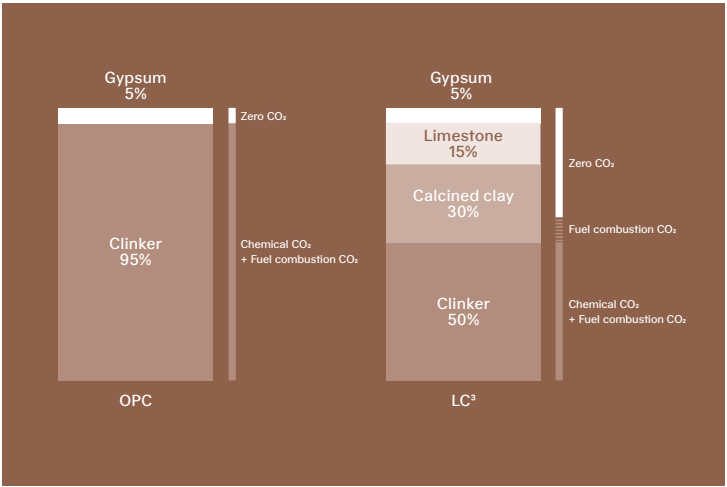 Gypsum
5%
Zero CO₂
Clinker
95%
Chemical CO₂
+ Fuel combustion CO₂
OPC
Gypsum
5%
Limestone
15%
Zero CO₂
Calcined clay
30%
Fuel combustion CO₂
Clinker
50%
Chemical CO₂
+ Fuel combustion CO₂
LC³